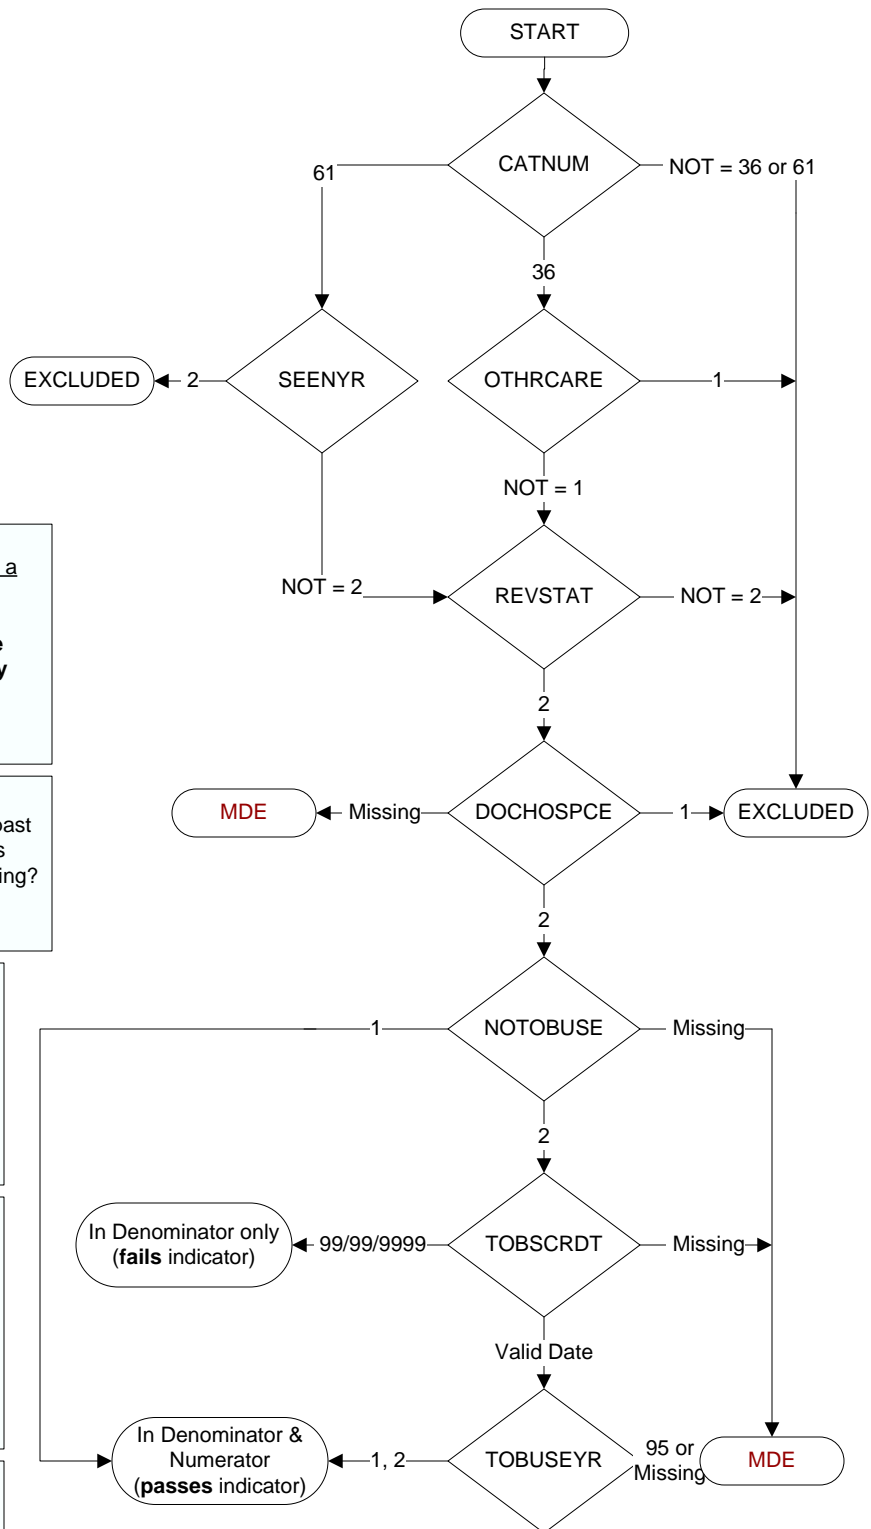 START
CATNUM
61
NOT = 36 or 61
36
SEENYR
OTHRCARE
EXCLUDED
2
1
NOT = 1
a
NOT = 2
REVSTAT
NOT = 2
2
MDE
Missing
DOCHOSPCE
1
EXCLUDED
past
2
1
NOTOBUSE
Missing
2
In Denominator only
(fails indicator)
99/99/9999
TOBSCRDT
Missing
Valid Date
In Denominator &
Numerator
(passes indicator)
1, 2
TOBUSEYR
95 or
Missing
MDE